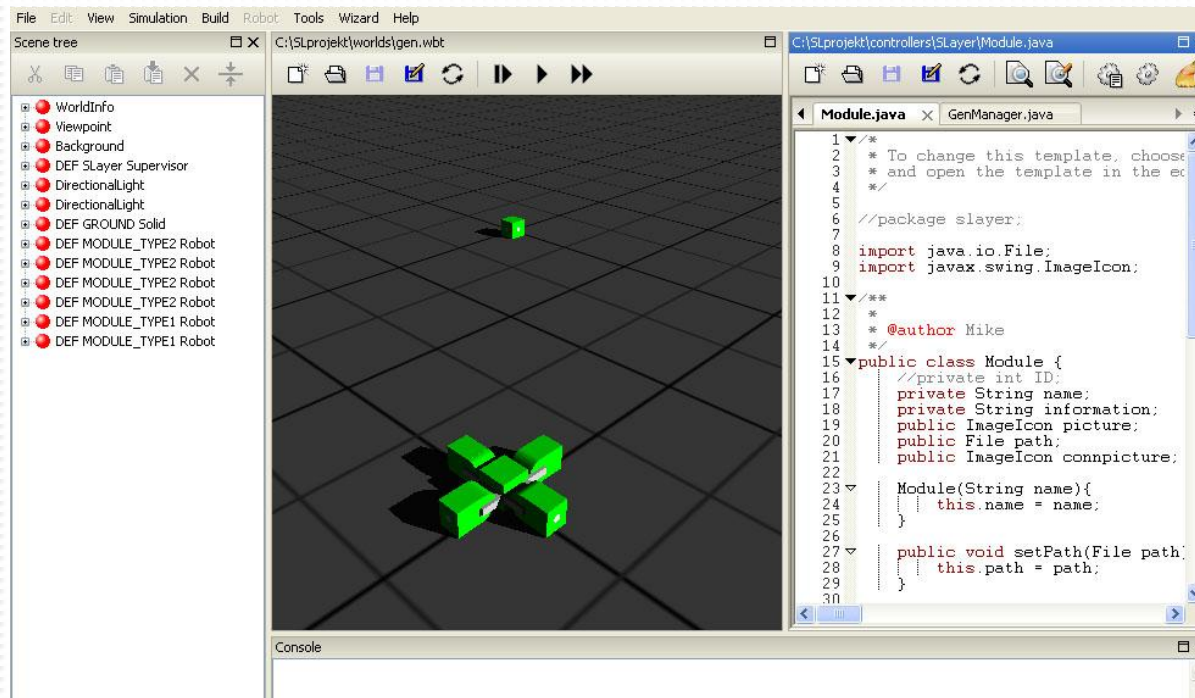 File Edit View Simulation Build Robot Tools Wizard Help
Scene tree
WorldInfo
Viewpoint
Background
DEF SLayer Supervisor
DirectionalLight
DirectionalLight
DEF GROUND Solid
DEF MODULE_TYPE2 Robot
DEF MODULE_TYPE2 Robot
DEF MODULE_TYPE2 Robot
DEF MODULE_TYPE2 Robot
DEF MODULE_TYPE1 Robot
DEF MODULE_TYPE1 Robot
C:\SLprojekt\worlds\gen.wbt
C:\SLprojekt\controllers\SLayer\Module.java
Module.java GenManager.java
1 /*
2 * To change this template, choose
3 * and open the template in the ed
4 */
5
6 //package slayer;
7
8 import java.io.File;
9 import javax.swing.ImageIcon;
10
11 /**
12 *
13 * @author Mike
14 */
15 public class Module {
16 //private int ID;
17 private String name;
18 private String information;
19 public ImageIcon picture;
20 public File path;
21 public ImageIcon connpicture;
22
23 Module(String name){
24 this.name = name;
25 }
26
27 public void setPath(File path)
28 this.path = path;
29 }
30
Console